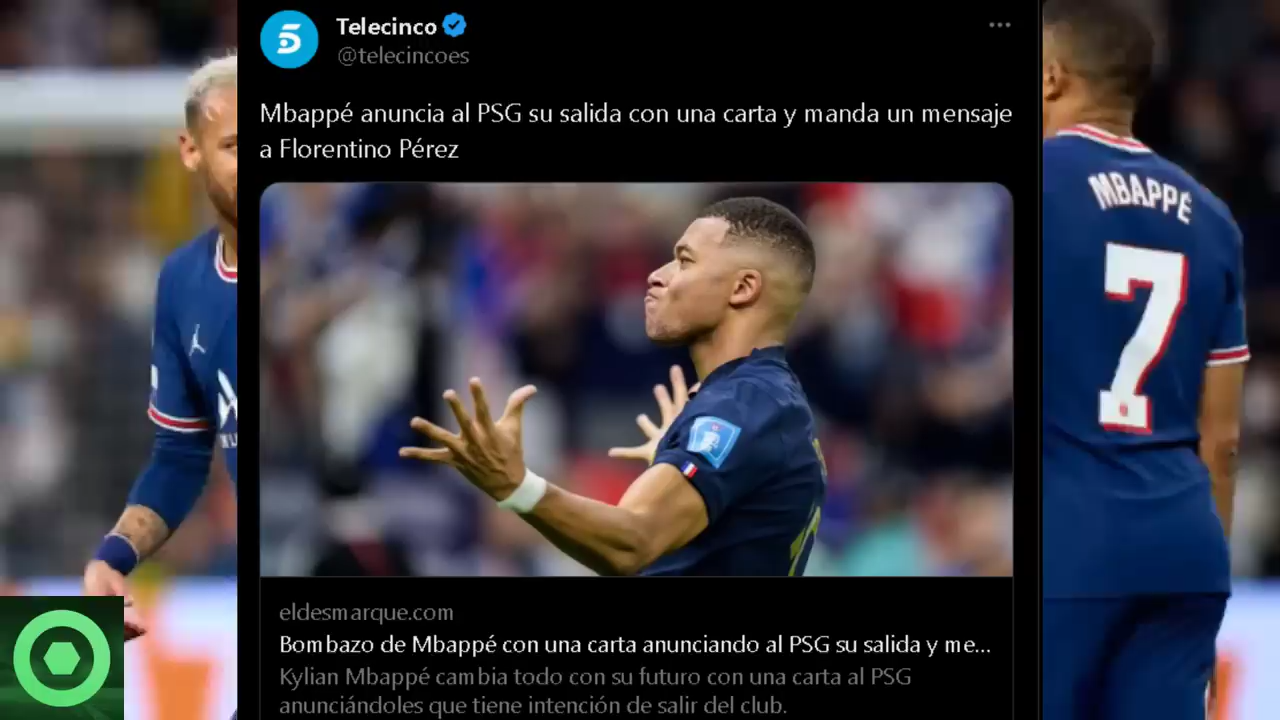 Telecinco
@telecincoes
Mbappé anuncia al PSG su salida con una carta y manda un mensaje
a Florentino Pérez
MBAPPÉ
7
eldesmarque.com
Bombazo de Mbappé con una carta anunciando al PSG su salida y me...
Kylian Mbappé cambia todo con su futuro con una carta al PSG
anunciándoles que tiene intención de salir del club.